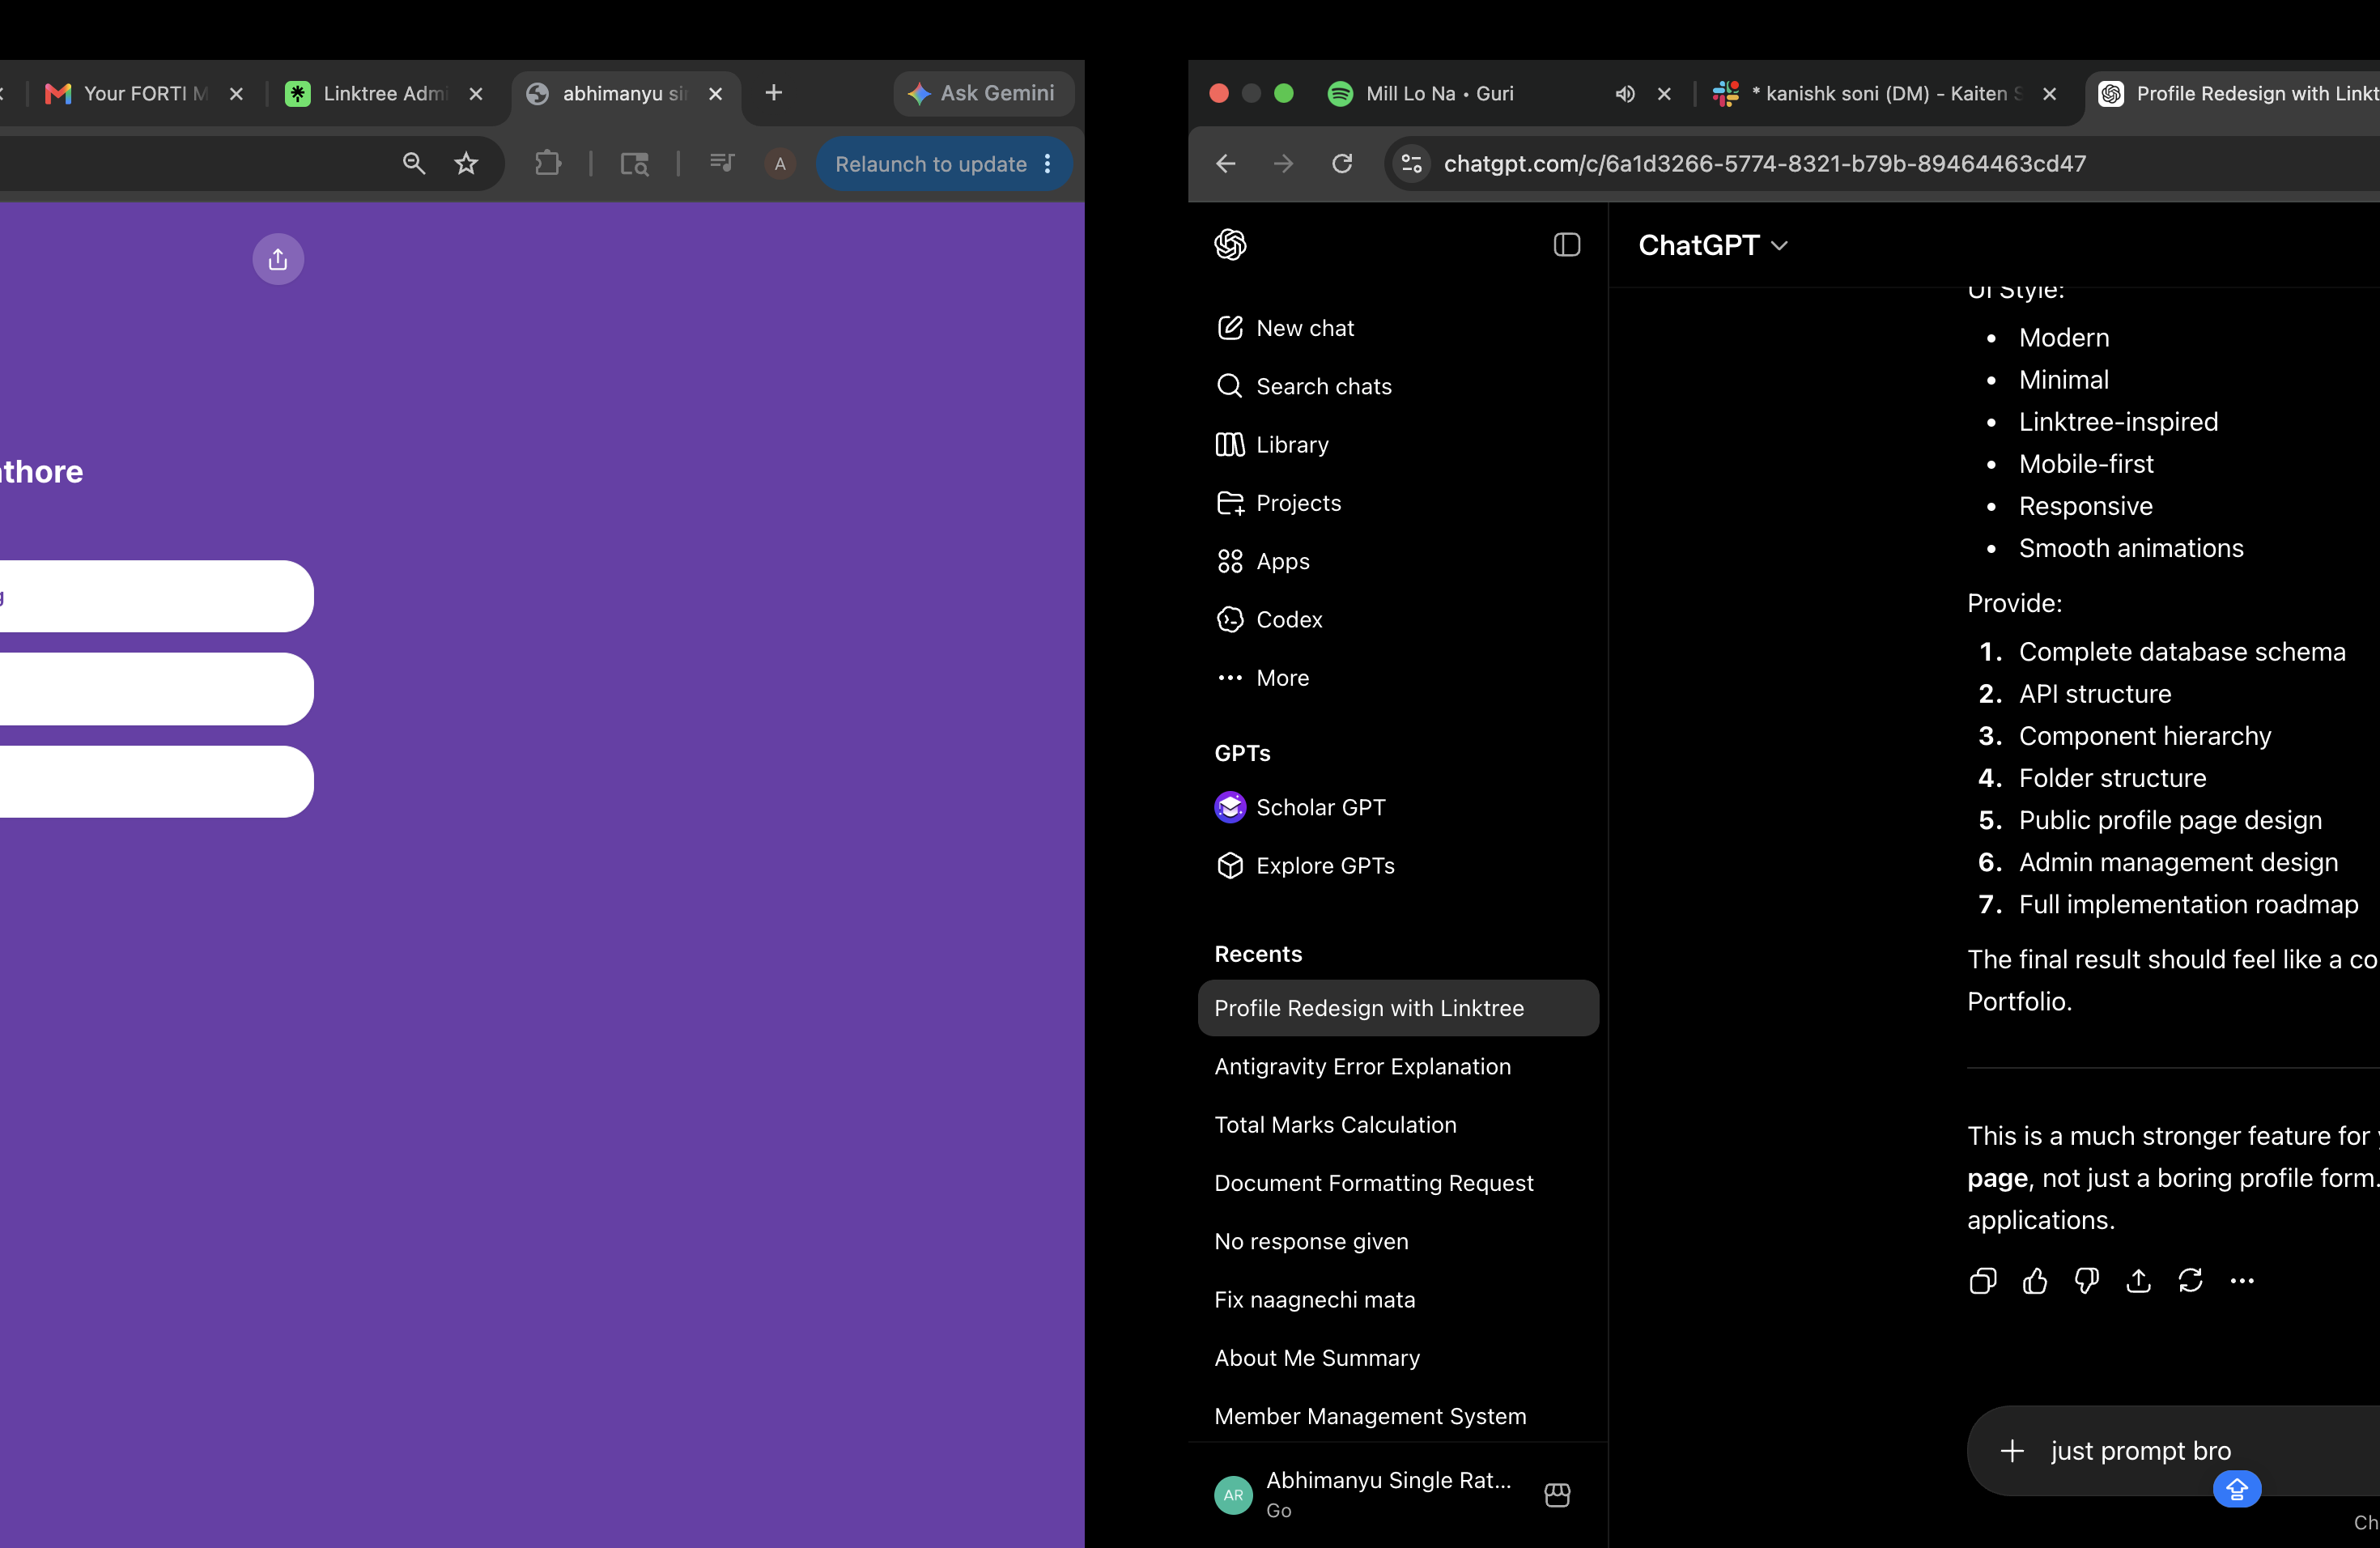 Your FORTI M
Linktree Admi
abhimanyu si
Ask Gemini
A
Relaunch to update
athore
g
Mill Lo Na • Guri
* kanishk soni (DM) - Kaiten S
Profile Redesign with Linkt
chatgpt.com/c/6a1d3266-5774-8321-b79b-89464463cd47
New chat
Search chats
Library
Projects
Apps
Codex
More
GPTs
Scholar GPT
Explore GPTs
Recents
Profile Redesign with Linktree
Antigravity Error Explanation
Total Marks Calculation
Document Formatting Request
No response given
Fix naagnechi mata
About Me Summary
Member Management System
AR
Abhimanyu Single Rat...
Go
ChatGPT
UI Style:
• Modern
• Minimal
• Linktree-inspired
• Mobile-first
• Responsive
• Smooth animations
Provide:
1. Complete database schema
2. API structure
3. Component hierarchy
4. Folder structure
5. Public profile page design
6. Admin management design
7. Full implementation roadmap
The final result should feel like a co
Portfolio.
This is a much stronger feature for
page, not just a boring profile form.
applications.
just prompt bro
Ch